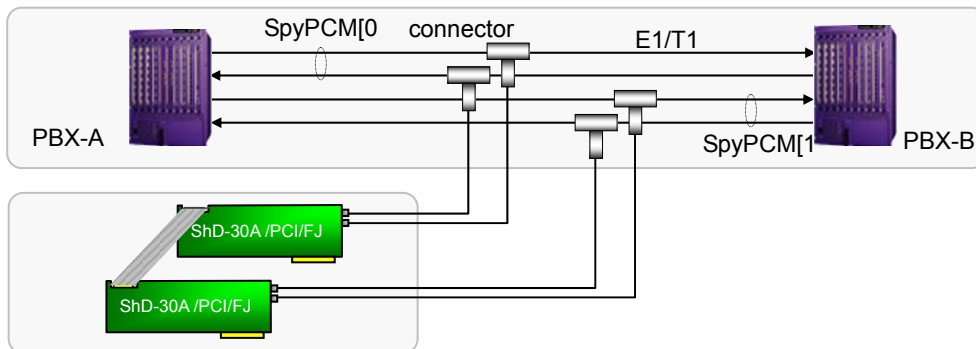 SpyPCM[0
connector
E1/T1
PBX-A
SpyPCM[1
PBX-B
ShD-30A /PCI/FJ
ShD-30A /PCI/FJ